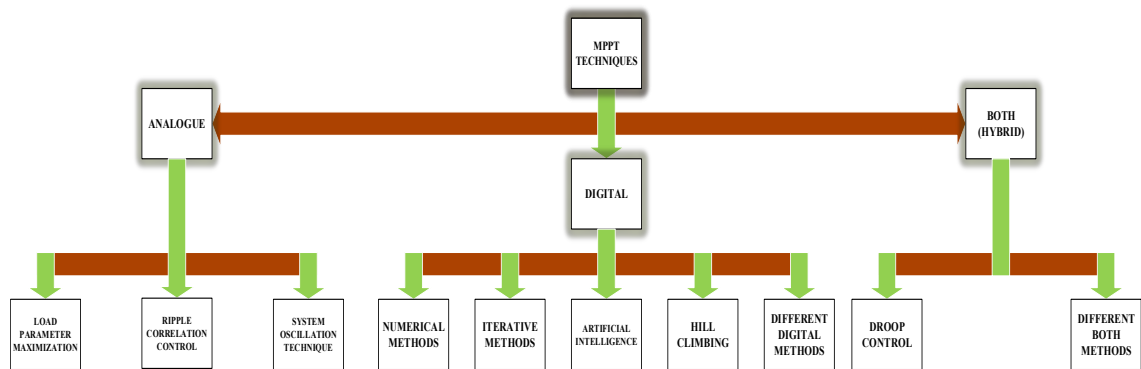 MPPT
TECHNIQUES
ANALOGUE
BOTH
(HYBRID)
DIGITAL
LOAD
PARAMETER
MAXIMIZATION
RIPPLE
CORRELATION
CONTROL
SYSTEM
OSCILLATION
TECHNIQUE
NUMERICAL
METHODS
ITERATIVE
METHODS
ARTIFICIAL
INTELLIGENCE
HILL
CLIMBING
DIFFERENT
DIGITAL
METHODS
DROOP
CONTROL
DIFFERENT
BOTH
METHODS